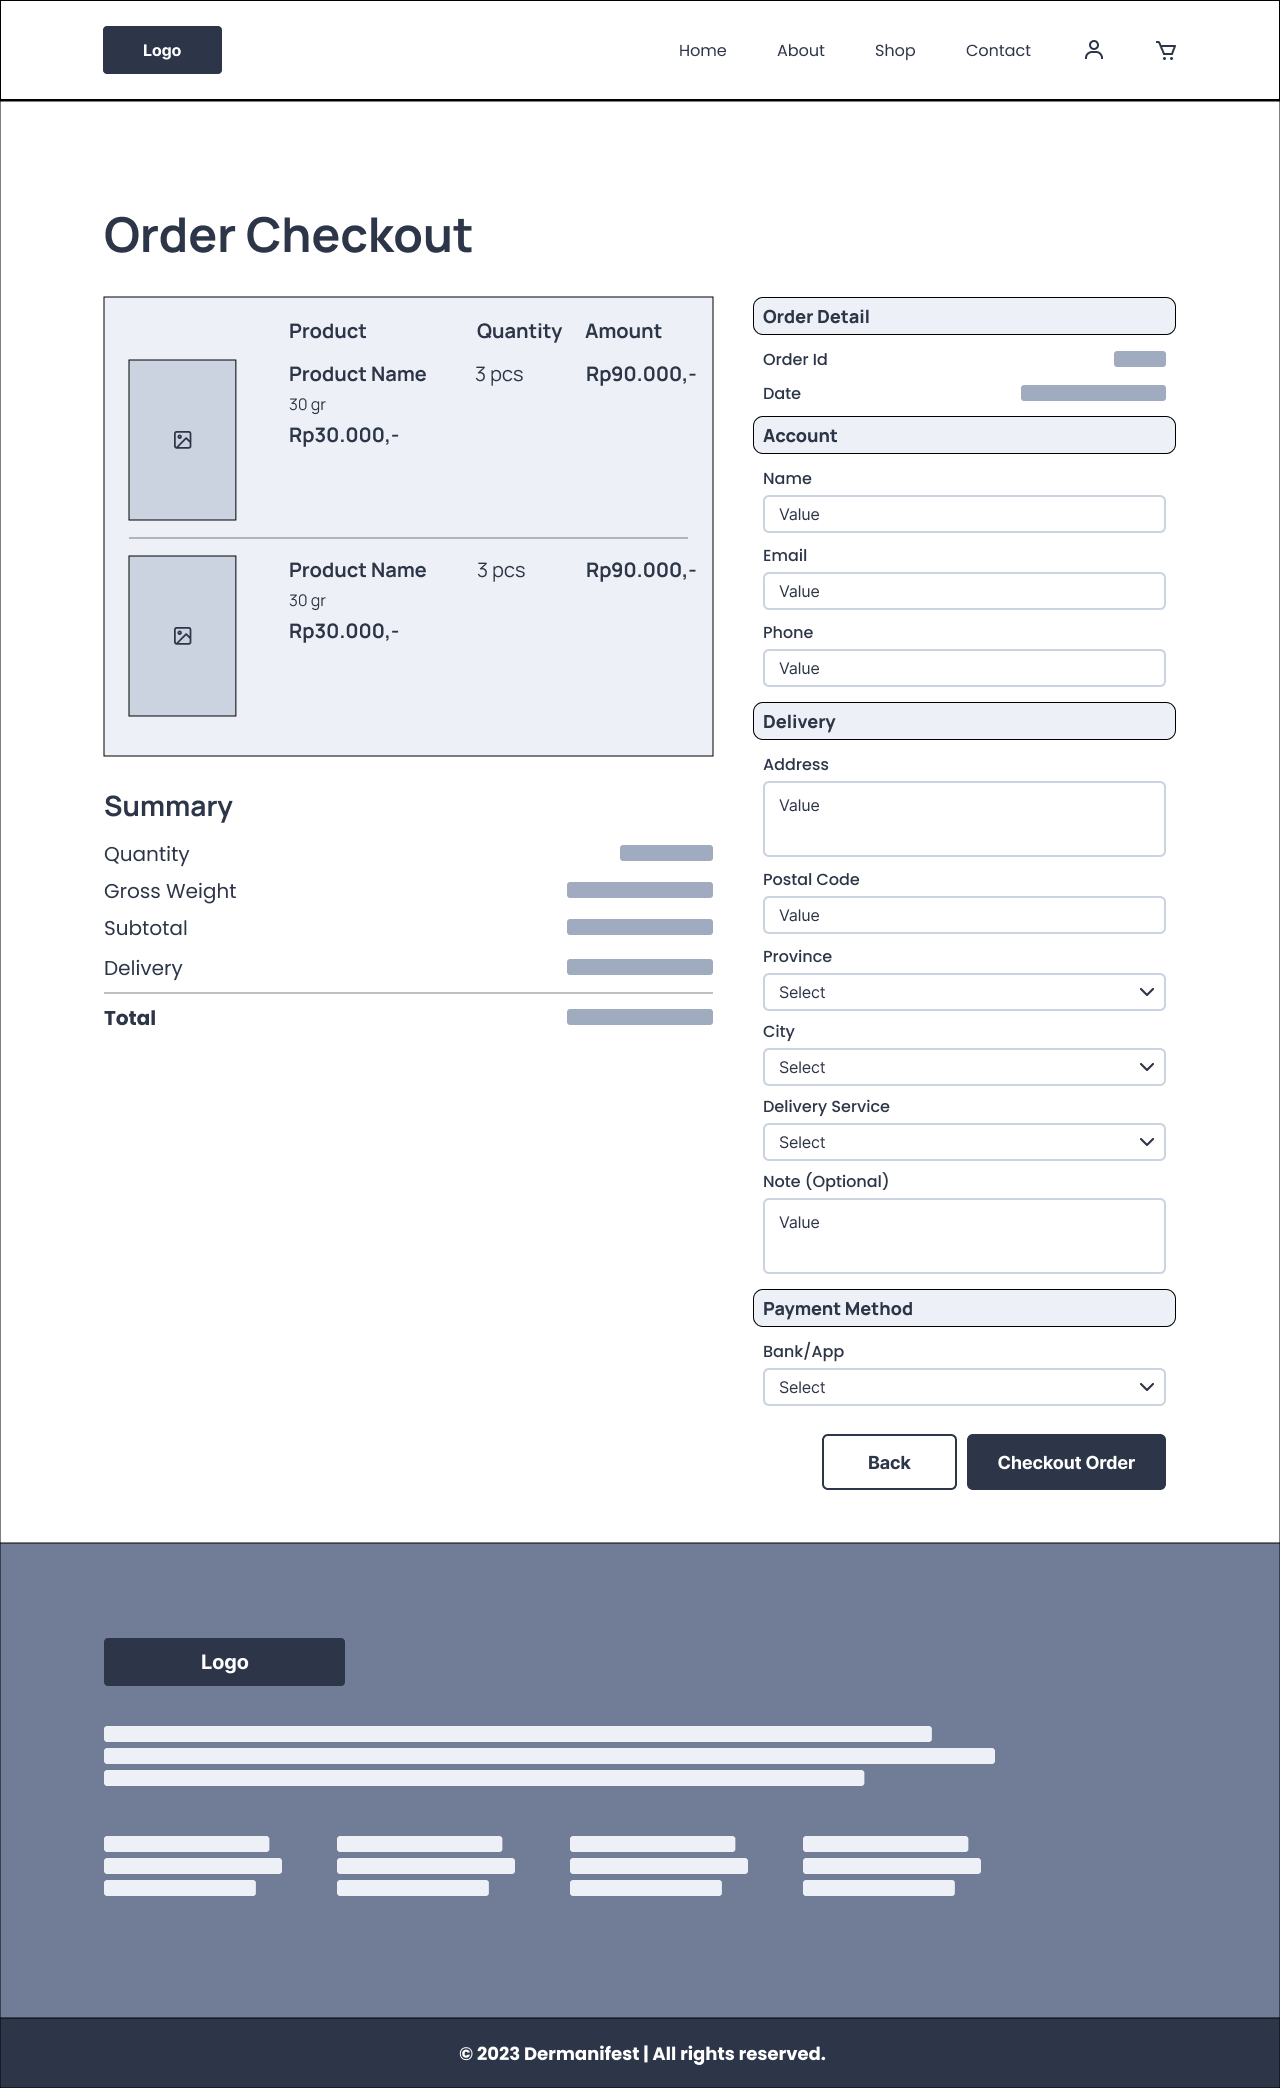 Logo
Home About Shop Contact
Order Checkout
Product Quantity Amount
Product Name 3 pcs Rp90.000,-
30 gr
Rp30.000,-
Product Name 3 pcs Rp90.000,-
30 gr
Rp30.000,-
Summary
Quantity
Gross Weight
Subtotal
Delivery
Total
Order Detail
Order Id
Date
Account
Name
Value
Email
Value
Phone
Value
Delivery
Address
Value
Postal Code
Value
Province
Select
City
Select
Delivery Service
Select
Note (Optional)
Value
Payment Method
Bank/App
Select
Back Checkout Order
Logo
© 2023 Dermanifest | All rights reserved.